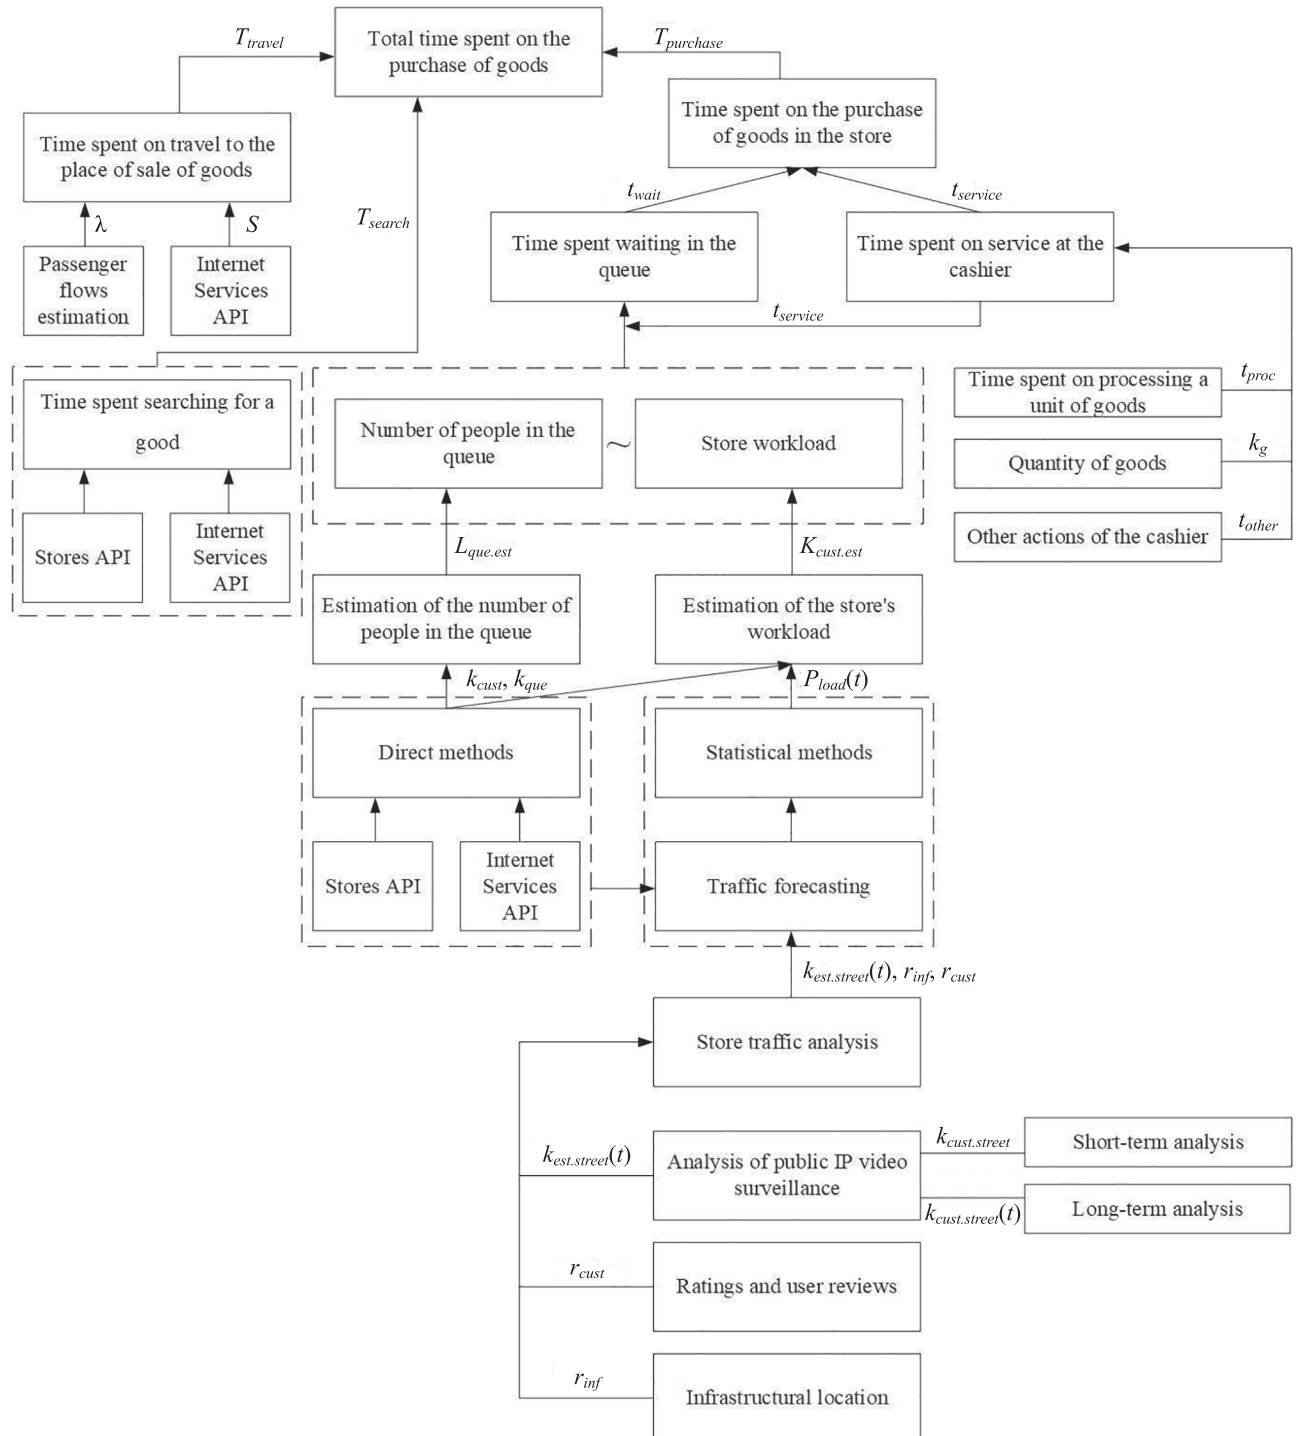 T_travel
Total time spent on the
purchase of goods
T_purchase
Time spent on the purchase
of goods in the store
Time spent on travel to the
place of sale of goods
λ
S
Passenger
flows
estimation
Internet
Services
API
T_search
t_wait
t_service
Time spent waiting in the
queue
Time spent on service at the
cashier
t_service
Time spent searching for a
good
Stores API
Internet
Services
API
Number of people in the
queue
~
Store workload
Time spent on processing a
unit of goods
t_proc
Quantity of goods
k_g
Other actions of the cashier
t_other
L_que.est
K_cust.est
Estimation of the number of
people in the queue
Estimation of the store's
workload
k_cust, k_que
P_load(t)
Direct methods
Statistical methods
Stores API
Internet
Services
API
Traffic forecasting
k_est.street(t), r_inf, r_cust
Store traffic analysis
k_est.street(t)
Analysis of public IP video
surveillance
k_cust.street
Short-term analysis
k_cust.street(t)
Long-term analysis
r_cust
Ratings and user reviews
r_inf
Infrastructural location